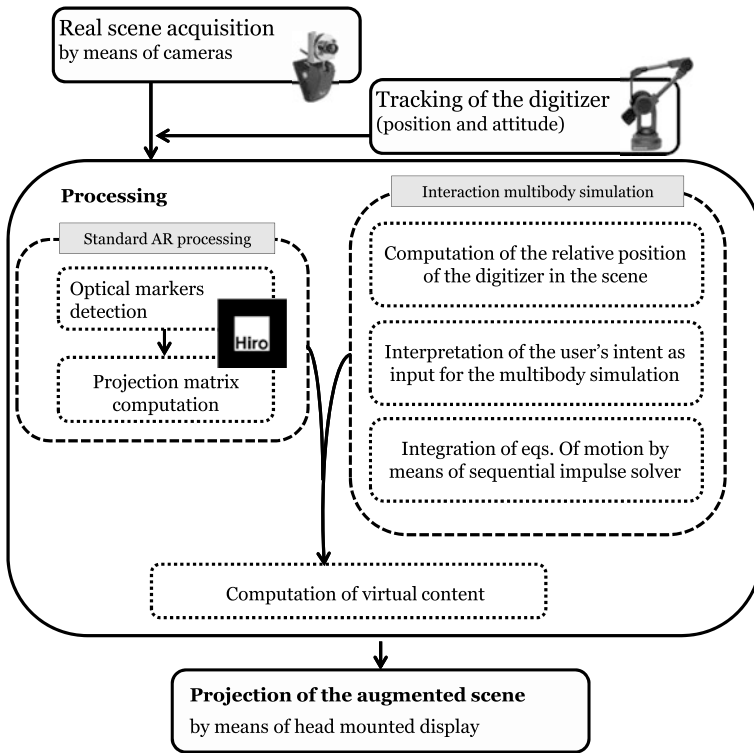 Real scene acquisition
by means of cameras
Tracking of the digitizer
(position and attitude)
Processing
Standard AR processing
Optical markers
detection
Hiro
Projection matrix
computation
Interaction multibody simulation
Computation of the relative position
of the digitizer in the scene
Interpretation of the user's intent as
input for the multibody simulation
Integration of eqs. Of motion by
means of sequential impulse solver
Computation of virtual content
Projection of the augmented scene
by means of head mounted display